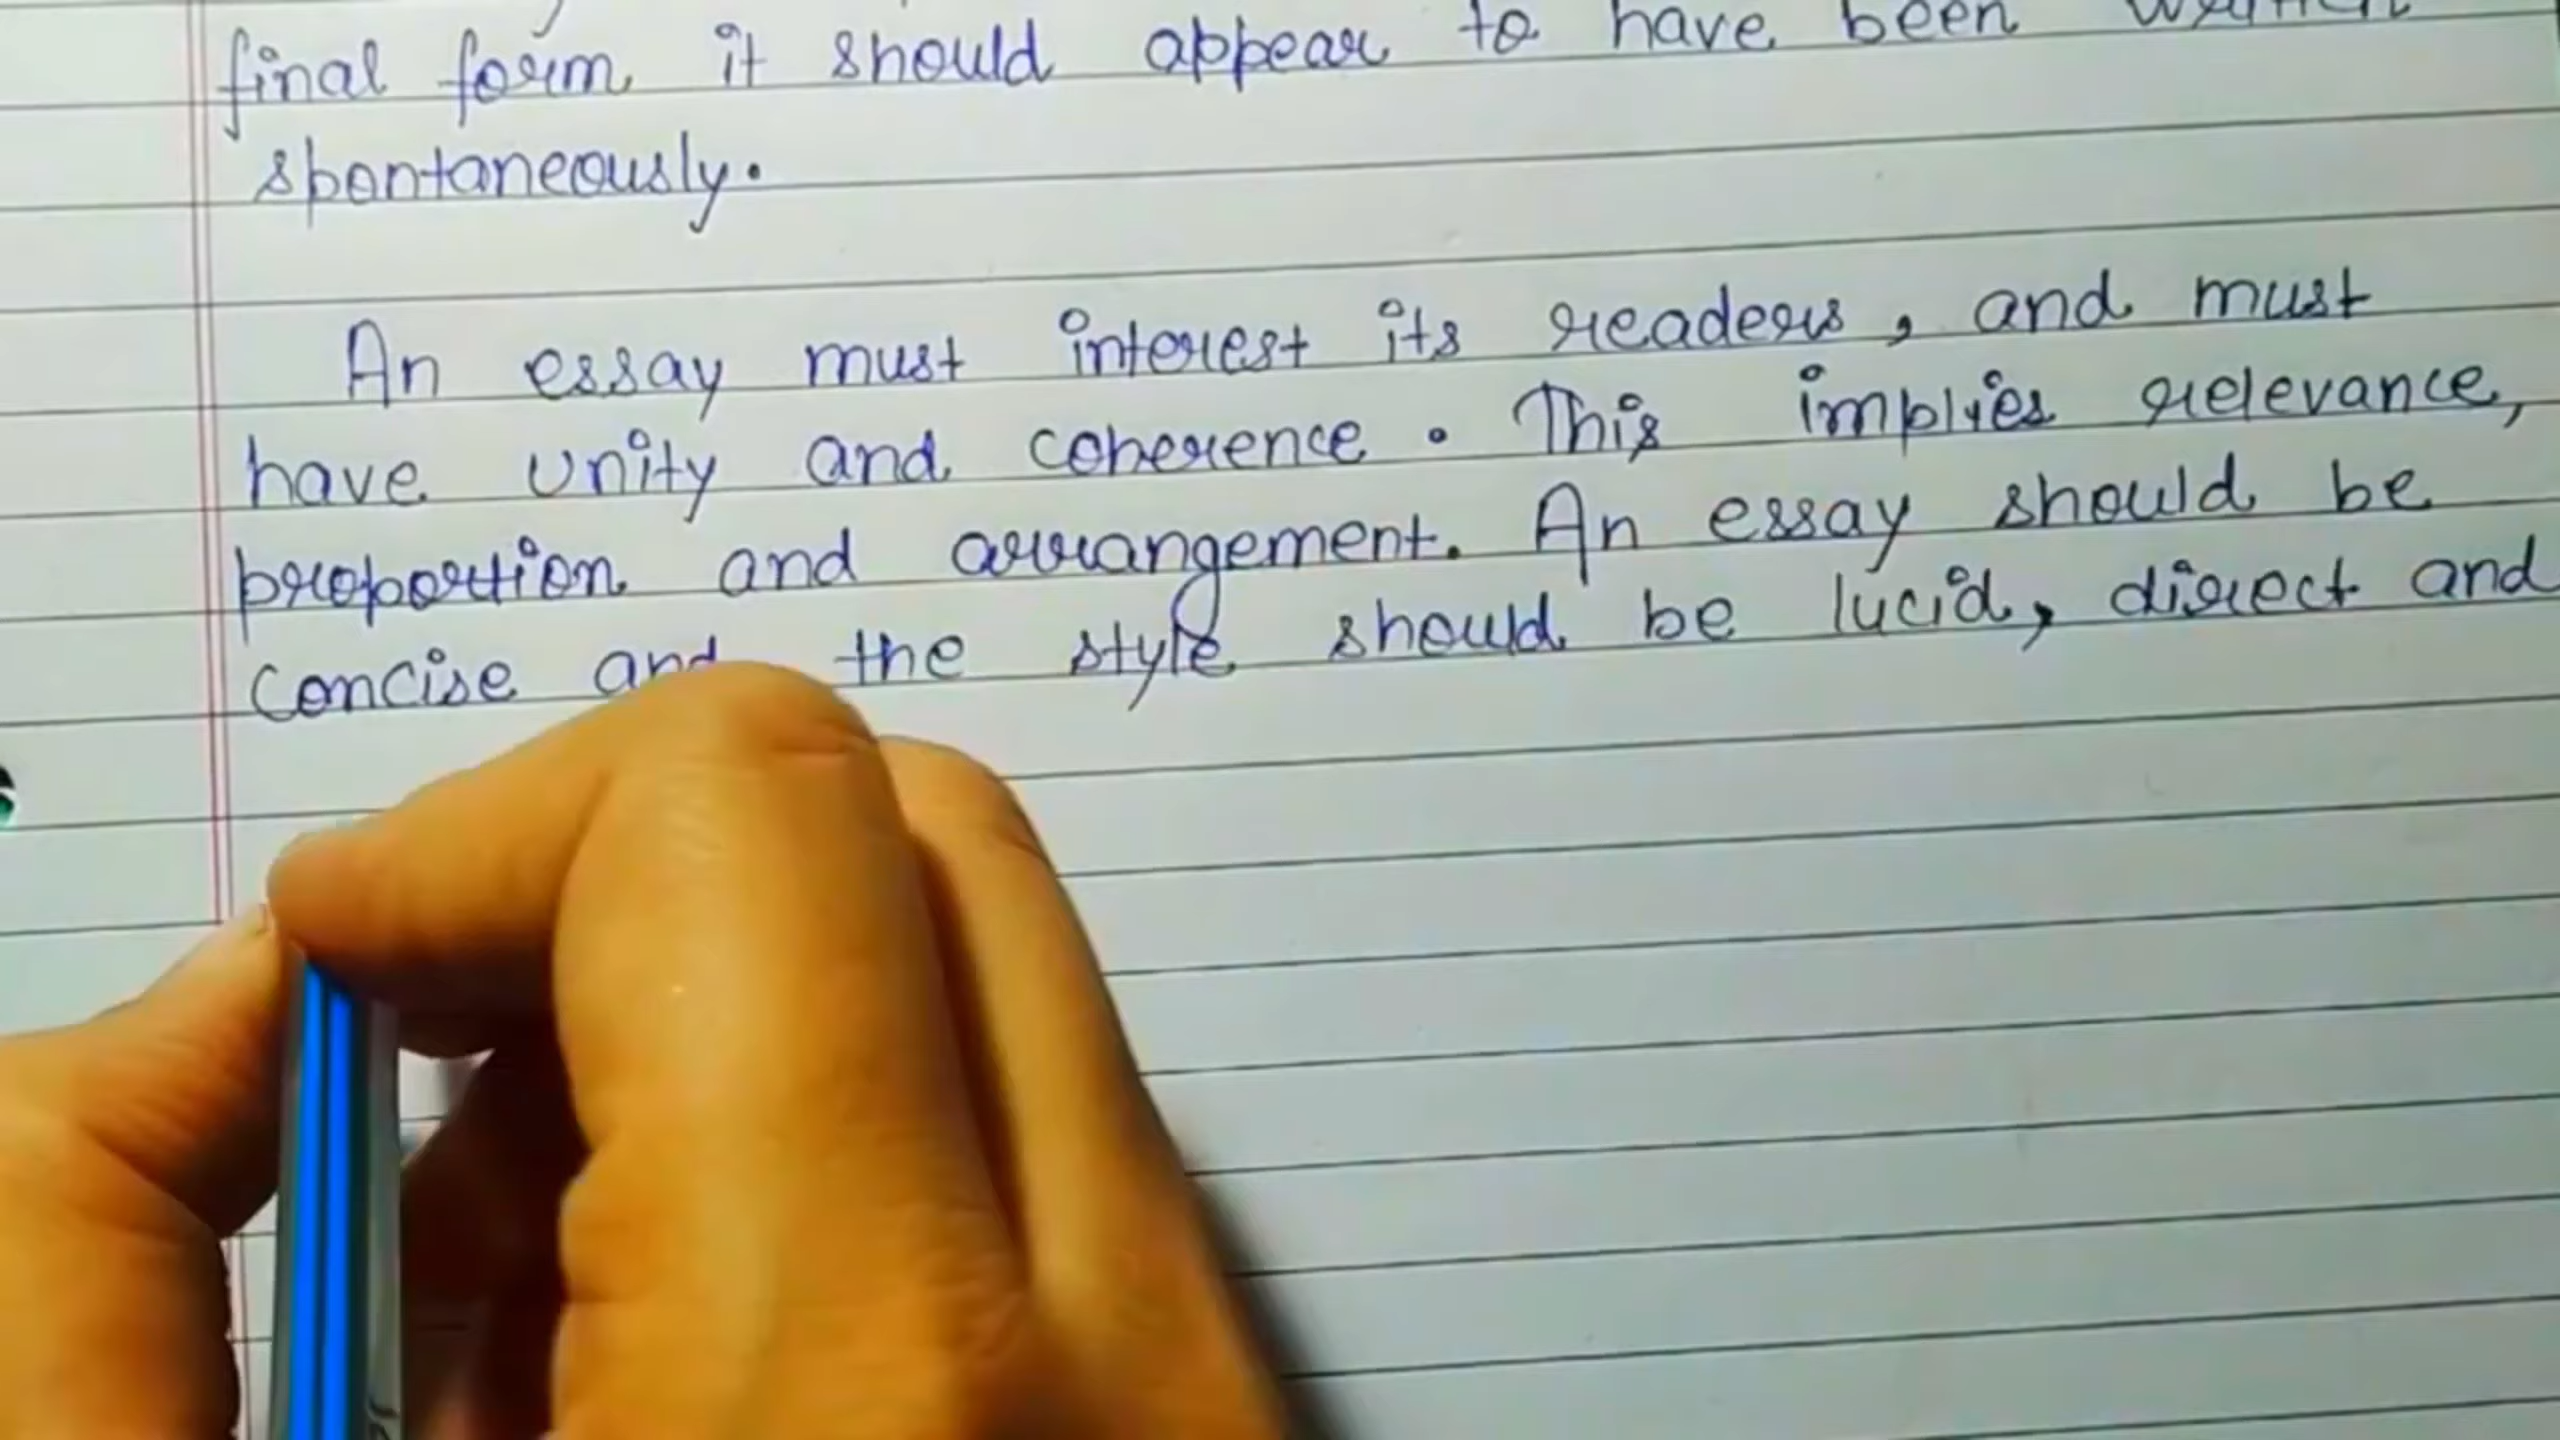 final form it should appear to have been written
spontaneously.
An essay must interest its readers, and must
have unity and coherence. This implies relevance,
proportion and arrangement. An essay should be
concise and the style should be lucid, direct and